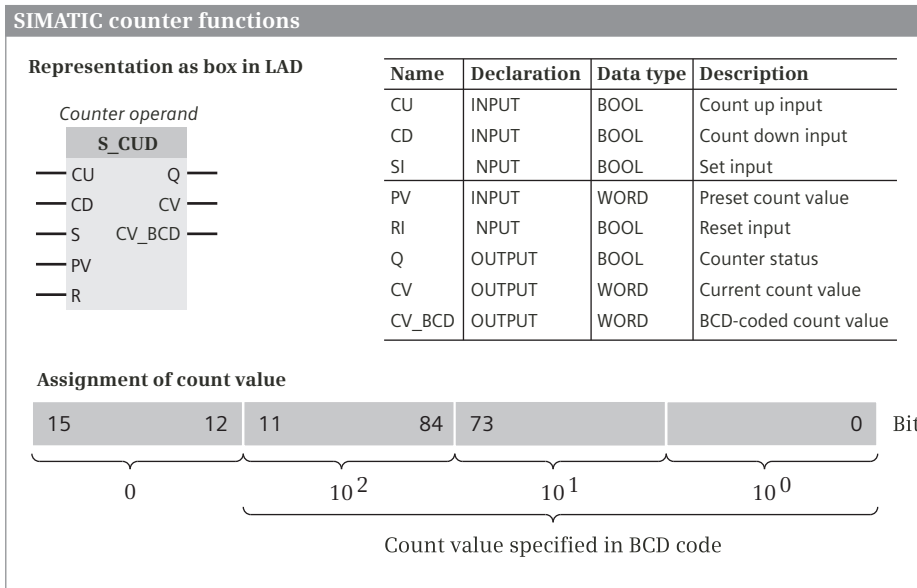 SIMATIC counter functions
Representation as box in LAD
Counter operand
S_CUD
CU Q
CD CV
S CV_BCD
PV
R
Name Declaration Data type Description
CU INPUT BOOL Count up input
CD INPUT BOOL Count down input
SI NPUT BOOL Set input
PV INPUT WORD Preset count value
RI NPUT BOOL Reset input
Q OUTPUT BOOL Counter status
CV OUTPUT WORD Current count value
CV_BCD OUTPUT WORD BCD-coded count value
Assignment of count value
15 12 11 84 73 0 Bit
0 10 2 10 1 10 0
Count value specified in BCD code